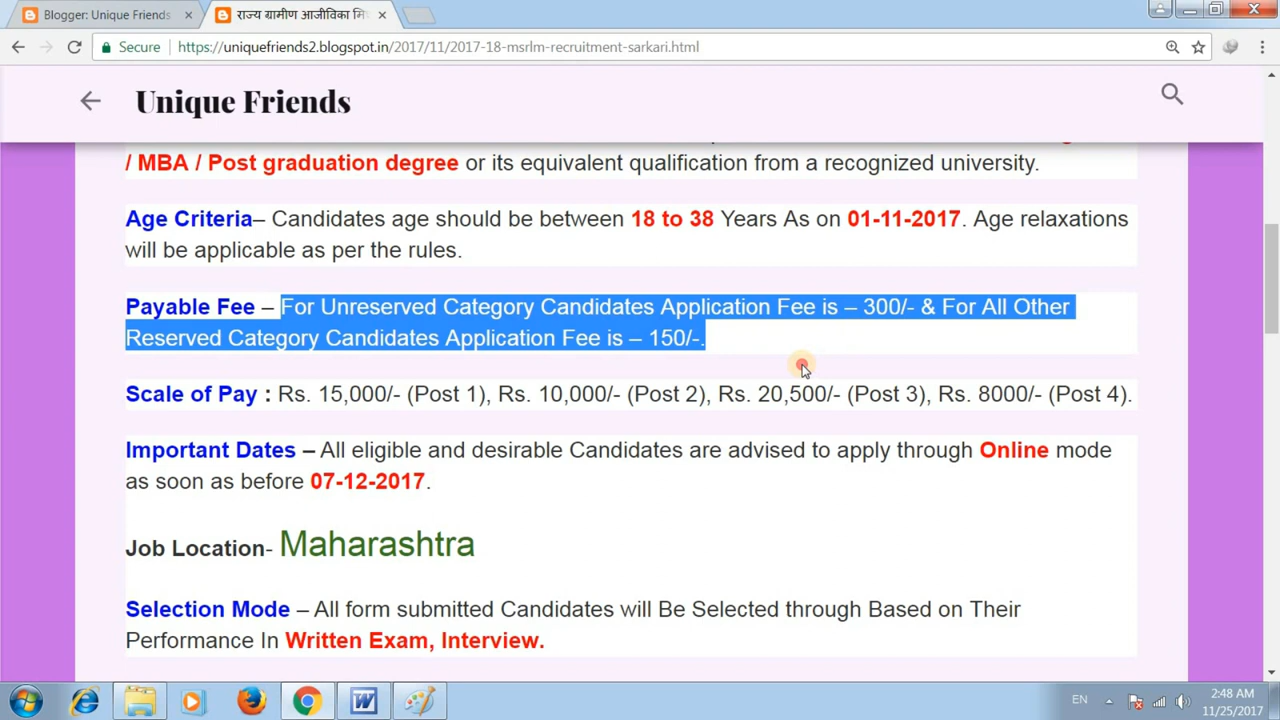 Blogger: Unique Friends
राज्य ग्रामीण आजीविका मि
Secure
https://uniquefriends2.blogspot.in/2017/11/2017-18-msrlm-recruitment-sarkari.html
Unique Friends
/ MBA / Post graduation degree or its equivalent qualification from a recognized university.
Age Criteria– Candidates age should be between 18 to 38 Years As on 01-11-2017. Age relaxations
will be applicable as per the rules.
Payable Fee – For Unreserved Category Candidates Application Fee is – 300/- & For All Other
Reserved Category Candidates Application Fee is – 150/-.
Scale of Pay : Rs. 15,000/- (Post 1), Rs. 10,000/- (Post 2), Rs. 20,500/- (Post 3), Rs. 8000/- (Post 4).
Important Dates – All eligible and desirable Candidates are advised to apply through Online mode
as soon as before 07-12-2017.
Job Location- Maharashtra
Selection Mode – All form submitted Candidates will Be Selected through Based on Their
Performance In Written Exam, Interview.
EN
2:48 AM
11/25/2017